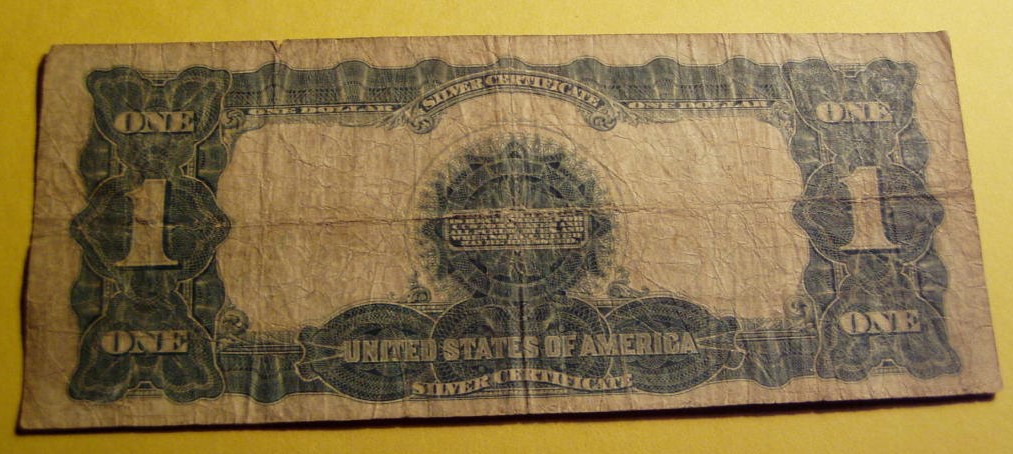 SILVER CERTIFICATE
ONE ONE DOLLAR ONE DOLLAR ONE
1 1
ONE ONE
UNITED STATES OF AMERICA
SILVER CERTIFICATE